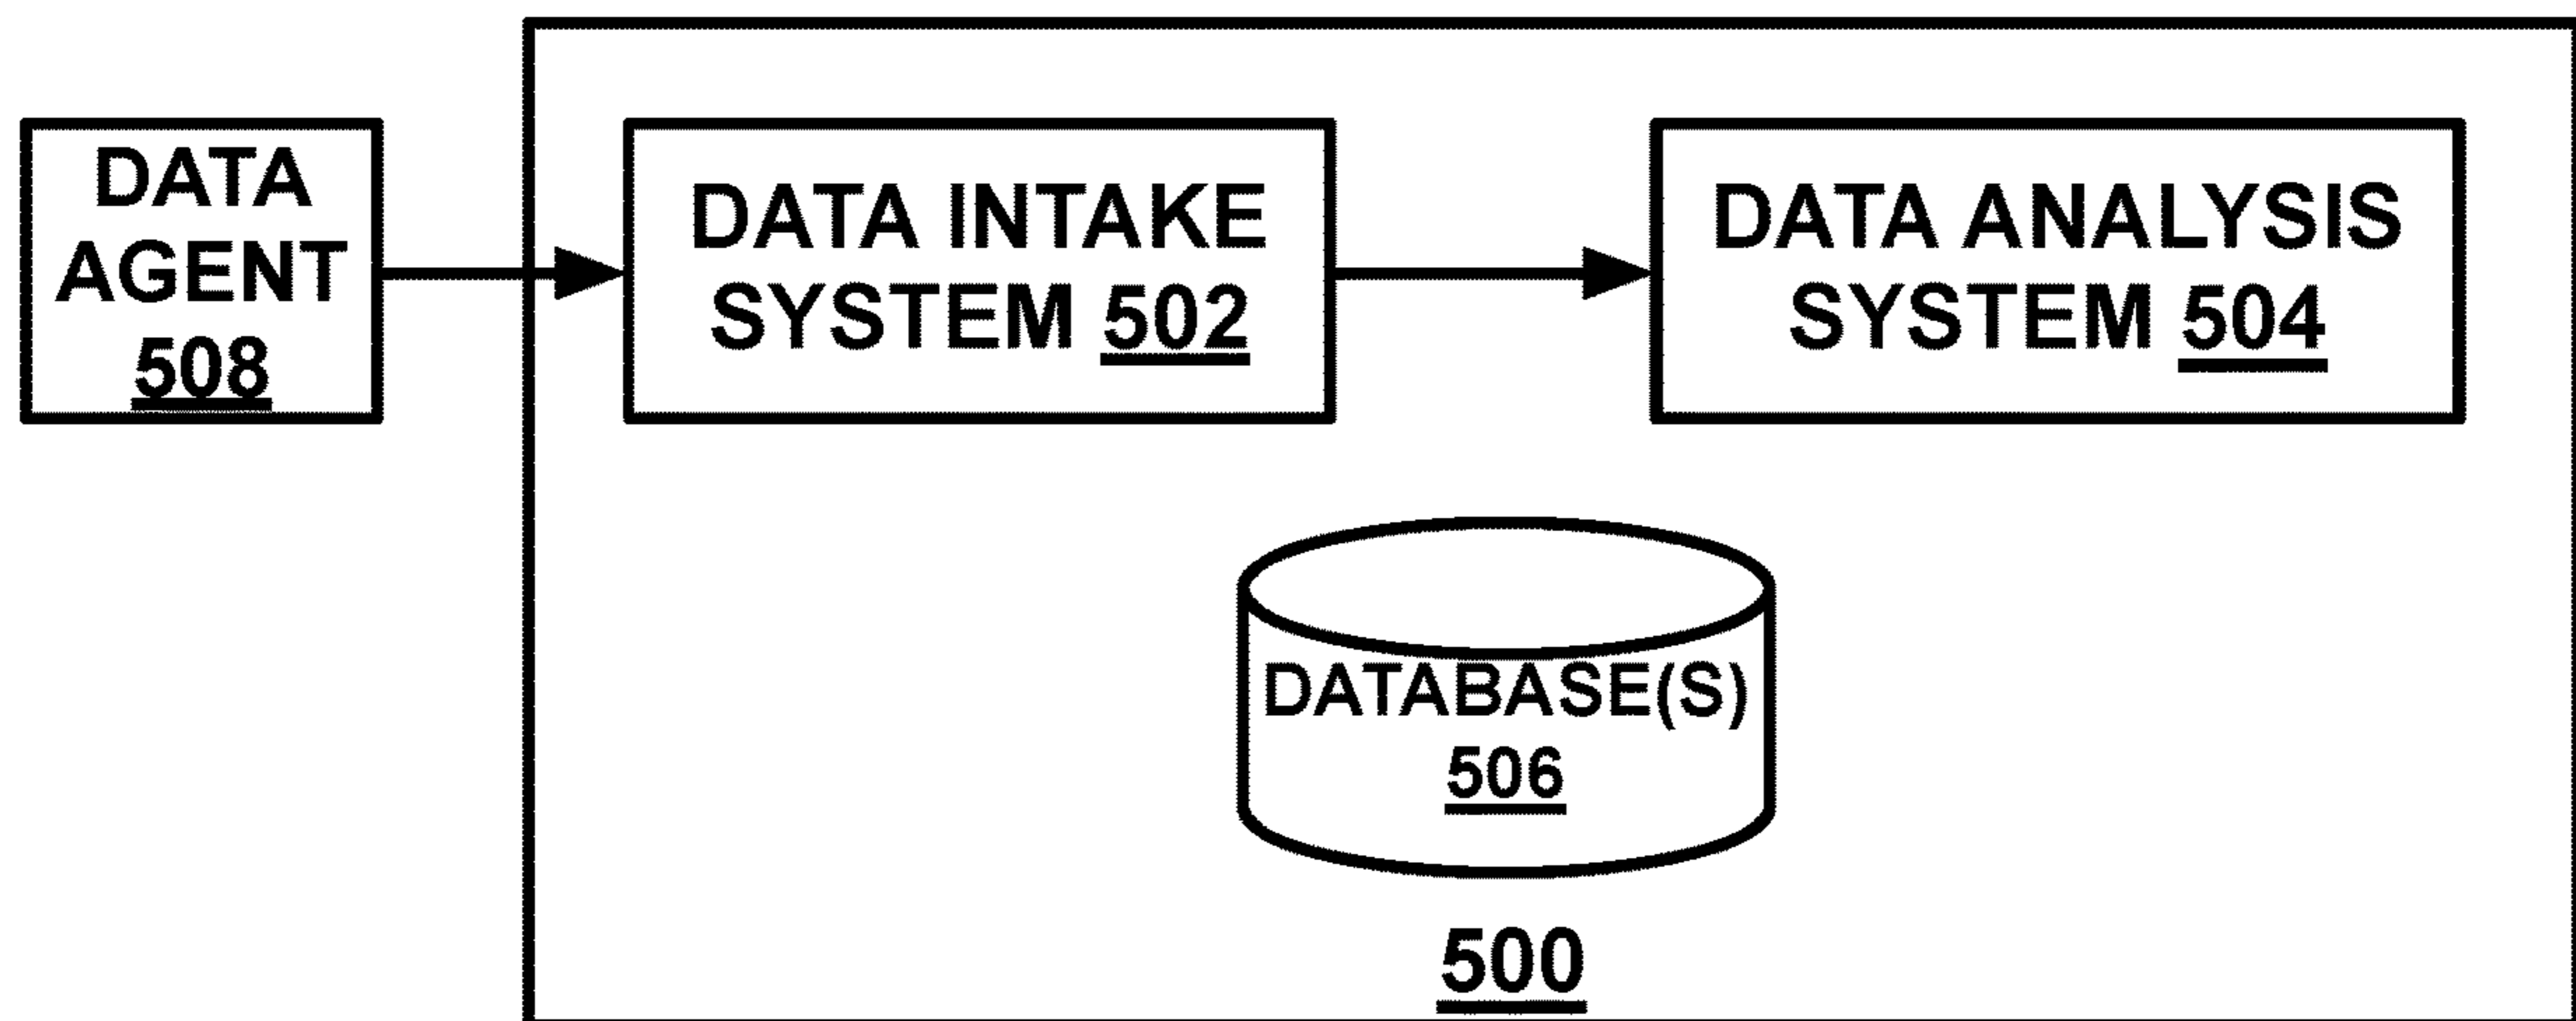 DATA
AGENT
508
DATA INTAKE
SYSTEM 502
DATA ANALYSIS
SYSTEM 504
DATABASE(S)
506
500